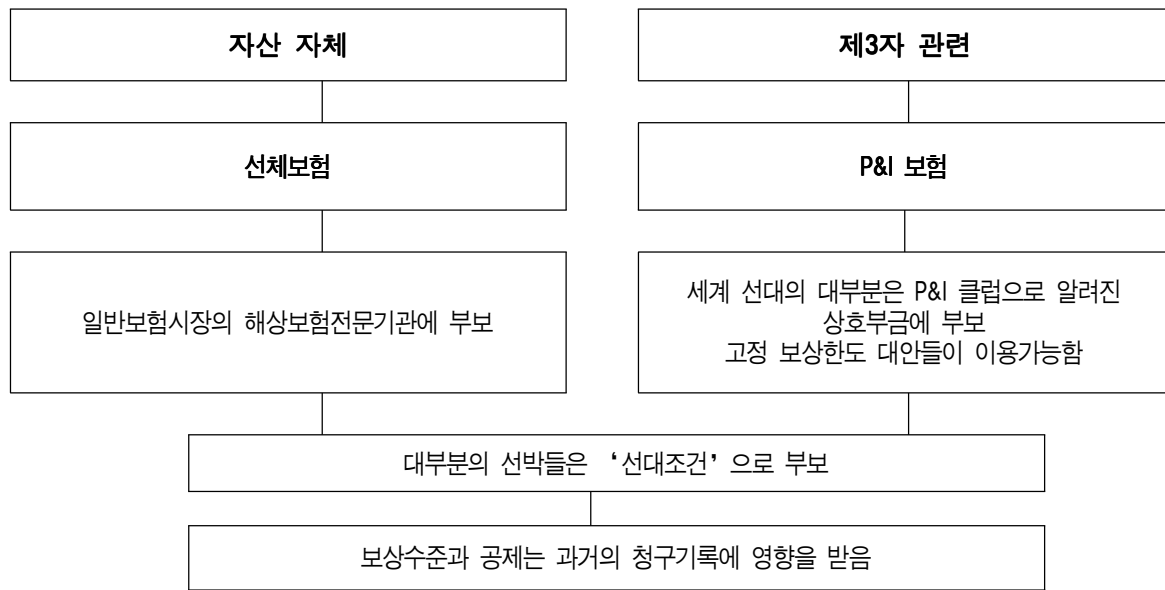 자산 자체
제3자 관련
선체보험
P&I 보험
일반보험시장의 해상보험전문기관에 부보
세계 선대의 대부분은 P&I 클럽으로 알려진
상호부금에 부보
고정 보상한도 대안들이 이용가능함
대부분의 선박들은 ‘선대조건’으로 부보
보상수준과 공제는 과거의 청구기록에 영향을 받음